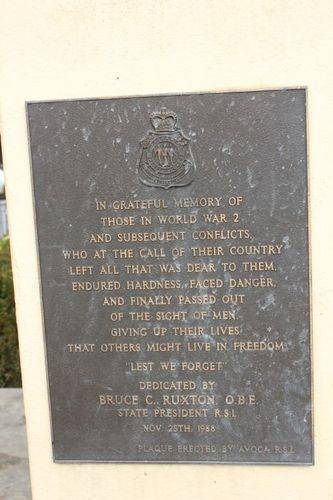 IN GRATEFUL MEMORY OF
THOSE IN WORLD WAR 2
AND SUBSEQUENT CONFLICTS,
WHO AT THE CALL OF THEIR COUNTRY
LEFT ALL THAT WAS DEAR TO THEM,
ENDURED HARDNESS, FACED DANGER,
AND FINALLY PASSED OUT
OF THE SIGHT OF MEN,
GIVING UP THEIR LIVES
THAT OTHERS MIGHT LIVE IN FREEDOM.
"LEST WE FORGET"
DEDICATED BY
BRUCE C. RUXTON, O.B.E.
STATE PRESIDENT R.S.L.
NOV. 25TH, 1988
PLAQUE ERECTED BY AVOCA R.S.L.